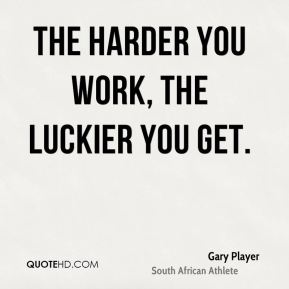 THE HARDER YOU
WORK, THE
LUCKIER YOU GET.
Gary Player
QUOTEHD.COM
South African Athlete